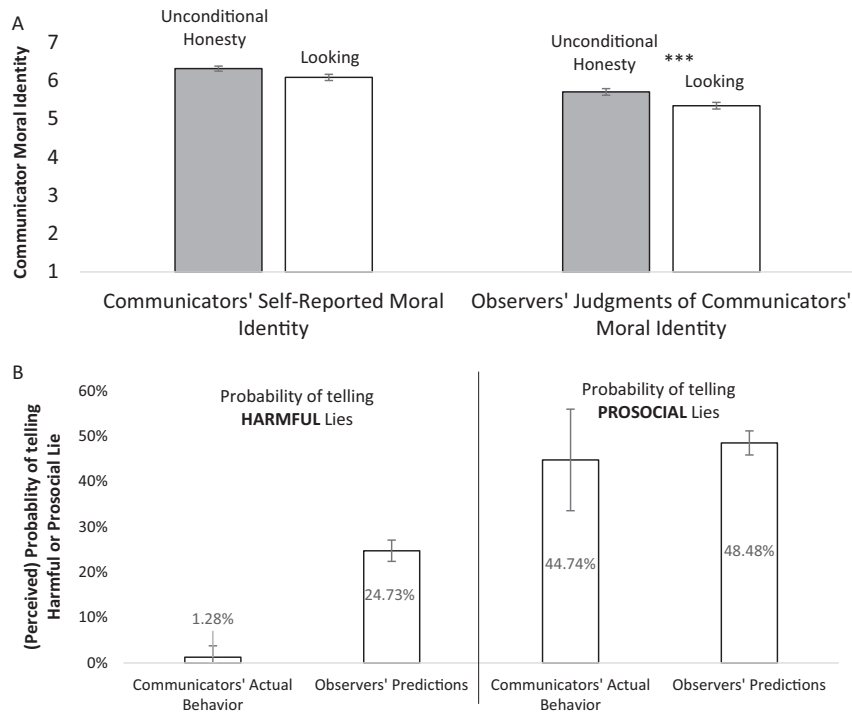 A
Communicator Moral Identity
7
6
5
4
3
2
1
Unconditional
Honesty
Looking
Unconditional
Honesty
***
Looking
Communicators' Self-Reported Moral
Identity
Observers' Judgments of Communicators'
Moral Identity
B
(Perceived) Probablity of telling
Harmful or Prosocial Lie
60%
50%
40%
30%
20%
10%
0%
Probability of telling
HARMFUL Lies
Probability of telling
PROSOCIAL Lies
1.28%
24.73%
44.74%
48.48%
Communicators' Actual
Behavior
Observers' Predictions
Communicators' Actual
Behavior
Observers' Predictions